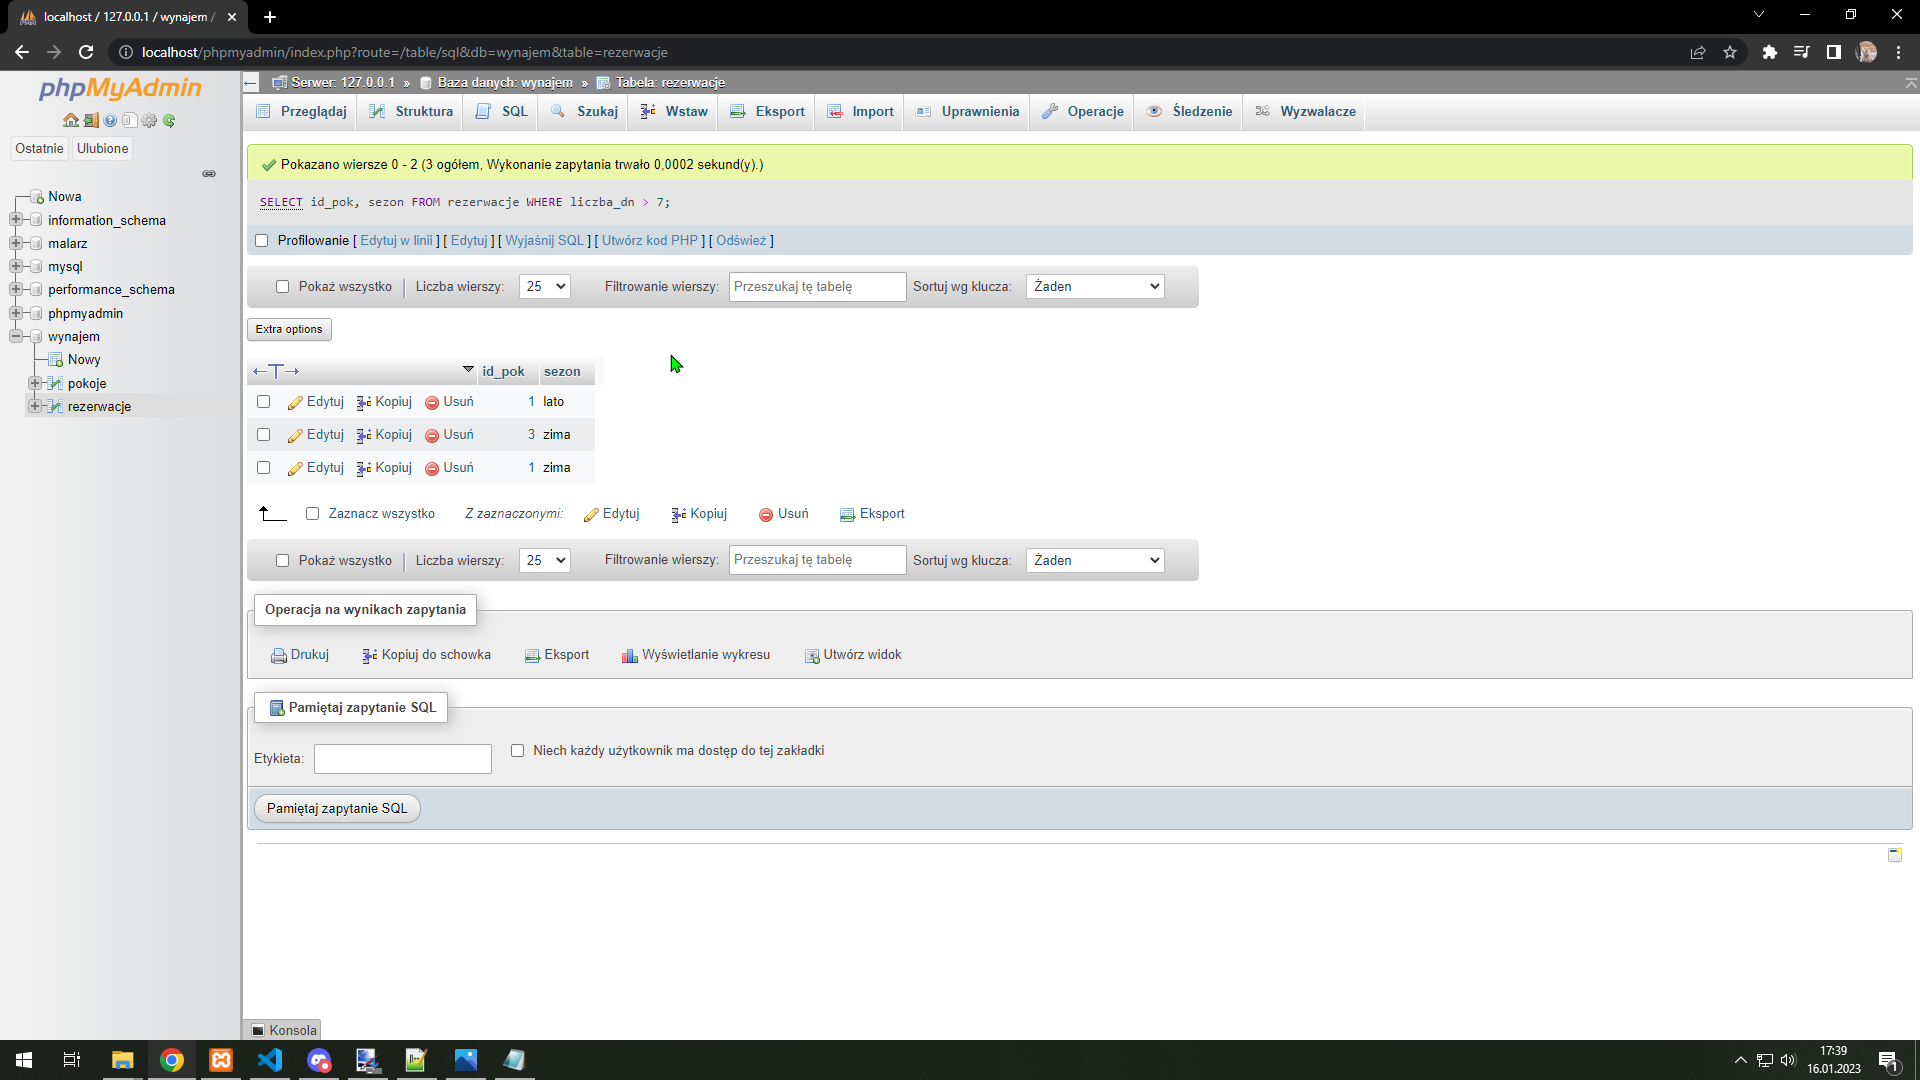 localhost / 127.0.0.1 / wynajem /
localhost/phpmyadmin/index.php?route=/table/sql&db=wynajem&table=rezerwacje
phpMyAdmin
Ostatnie Ulubione
Nowa
information_schema
malarz
mysql
performance_schema
phpmyadmin
wynajem
Nowy
pokoje
rezerwacje
Serwer: 127.0.0.1 » Baza danych: wynajem » Tabela: rezerwacje
Przeglądaj Struktura SQL Szukaj Wstaw Eksport Import Uprawnienia Operacje Śledzenie Wyzwalacze
Pokazano wiersze 0 - 2 (3 ogółem, Wykonanie zapytania trwało 0,0002 sekund(y).)
SELECT id_pok, sezon FROM rezerwacje WHERE liczba_dn > 7;
Profilowanie [ Edytuj w linii ] [ Edytuj ] [ Wyjaśnij SQL ] [ Utwórz kod PHP ] [ Odśwież ]
Pokaż wszystko Liczba wierszy: 25 Filtrowanie wierszy: Przeszukaj tę tabelę Sortuj wg klucza: Żaden
Extra options
←T→ id_pok sezon
Edytuj Kopiuj Usuń 1 lato
Edytuj Kopiuj Usuń 3 zima
Edytuj Kopiuj Usuń 1 zima
Zaznacz wszystko Z zaznaczonymi: Edytuj Kopiuj Usuń Eksport
Pokaż wszystko Liczba wierszy: 25 Filtrowanie wierszy: Przeszukaj tę tabelę Sortuj wg klucza: Żaden
Operacja na wynikach zapytania
Drukuj Kopiuj do schowka Eksport Wyświetlanie wykresu Utwórz widok
Pamiętaj zapytanie SQL
Etykieta: Niech każdy użytkownik ma dostęp do tej zakładki
Pamiętaj zapytanie SQL
Konsola
17:39
16.01.2023
1